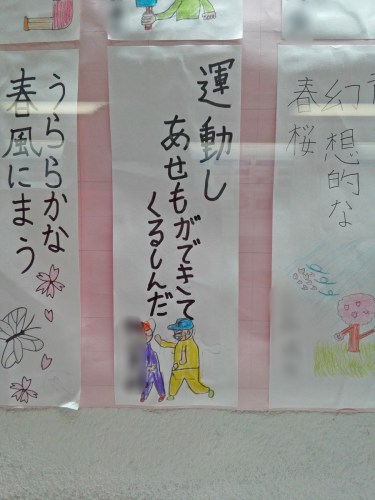 幻想的な
春桜
運動し
あせもができて
くるしんだ
うららかな
春風にまう